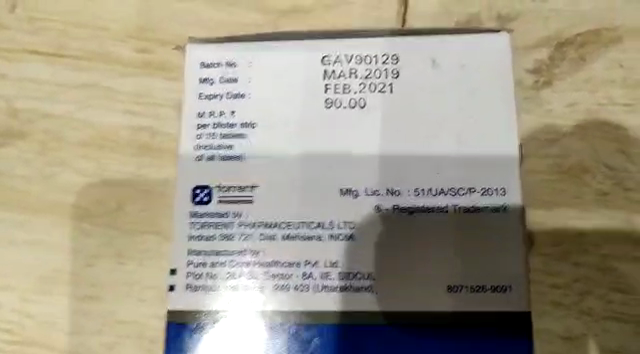 Batch No. : GAV90129
Mfg. Date : MAR.2019
Expiry Date : FEB.2021
M.R.P. ₹ 90.00
per blister strip
of 15 tablets
(Inclusive
of all taxes)
torrent
Mfg. Lic. No. : 51/UA/SC/P-2013
® - Registered Trademark
Marketed by :
TORRENT PHARMACEUTICALS LTD.
Indrad-382 721, Dist. Mehsana, INDIA.
Manufactured by :
Pure and Cure Healthcare Pvt. Ltd.
Plot No. Sector - 8A, IIE, SIDCUL,
249 403 (Uttarakhand).
8071526-9091